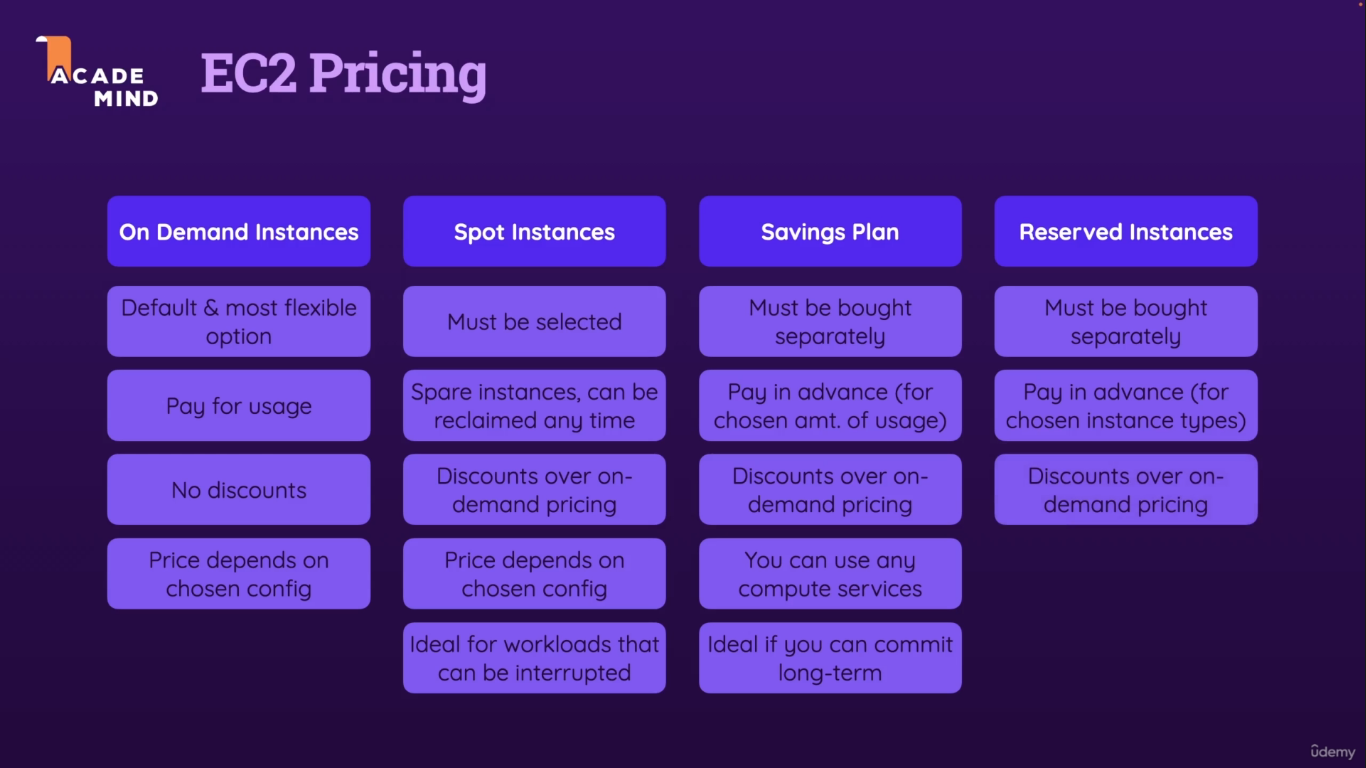 ACADE
MIND
EC2 Pricing
On Demand Instances
Default & most flexible
option
Pay for usage
No discounts
Price depends on
chosen config
Spot Instances
Must be selected
Spare instances, can be
reclaimed any time
Discounts over on-
demand pricing
Price depends on
chosen config
Ideal for workloads that
can be interrupted
Savings Plan
Must be bought
separately
Pay in advance (for
chosen amt. of usage)
Discounts over on-
demand pricing
You can use any
compute services
Ideal if you can commit
long-term
Reserved Instances
Must be bought
separately
Pay in advance (for
chosen instance types)
Discounts over on-
demand pricing
udemy